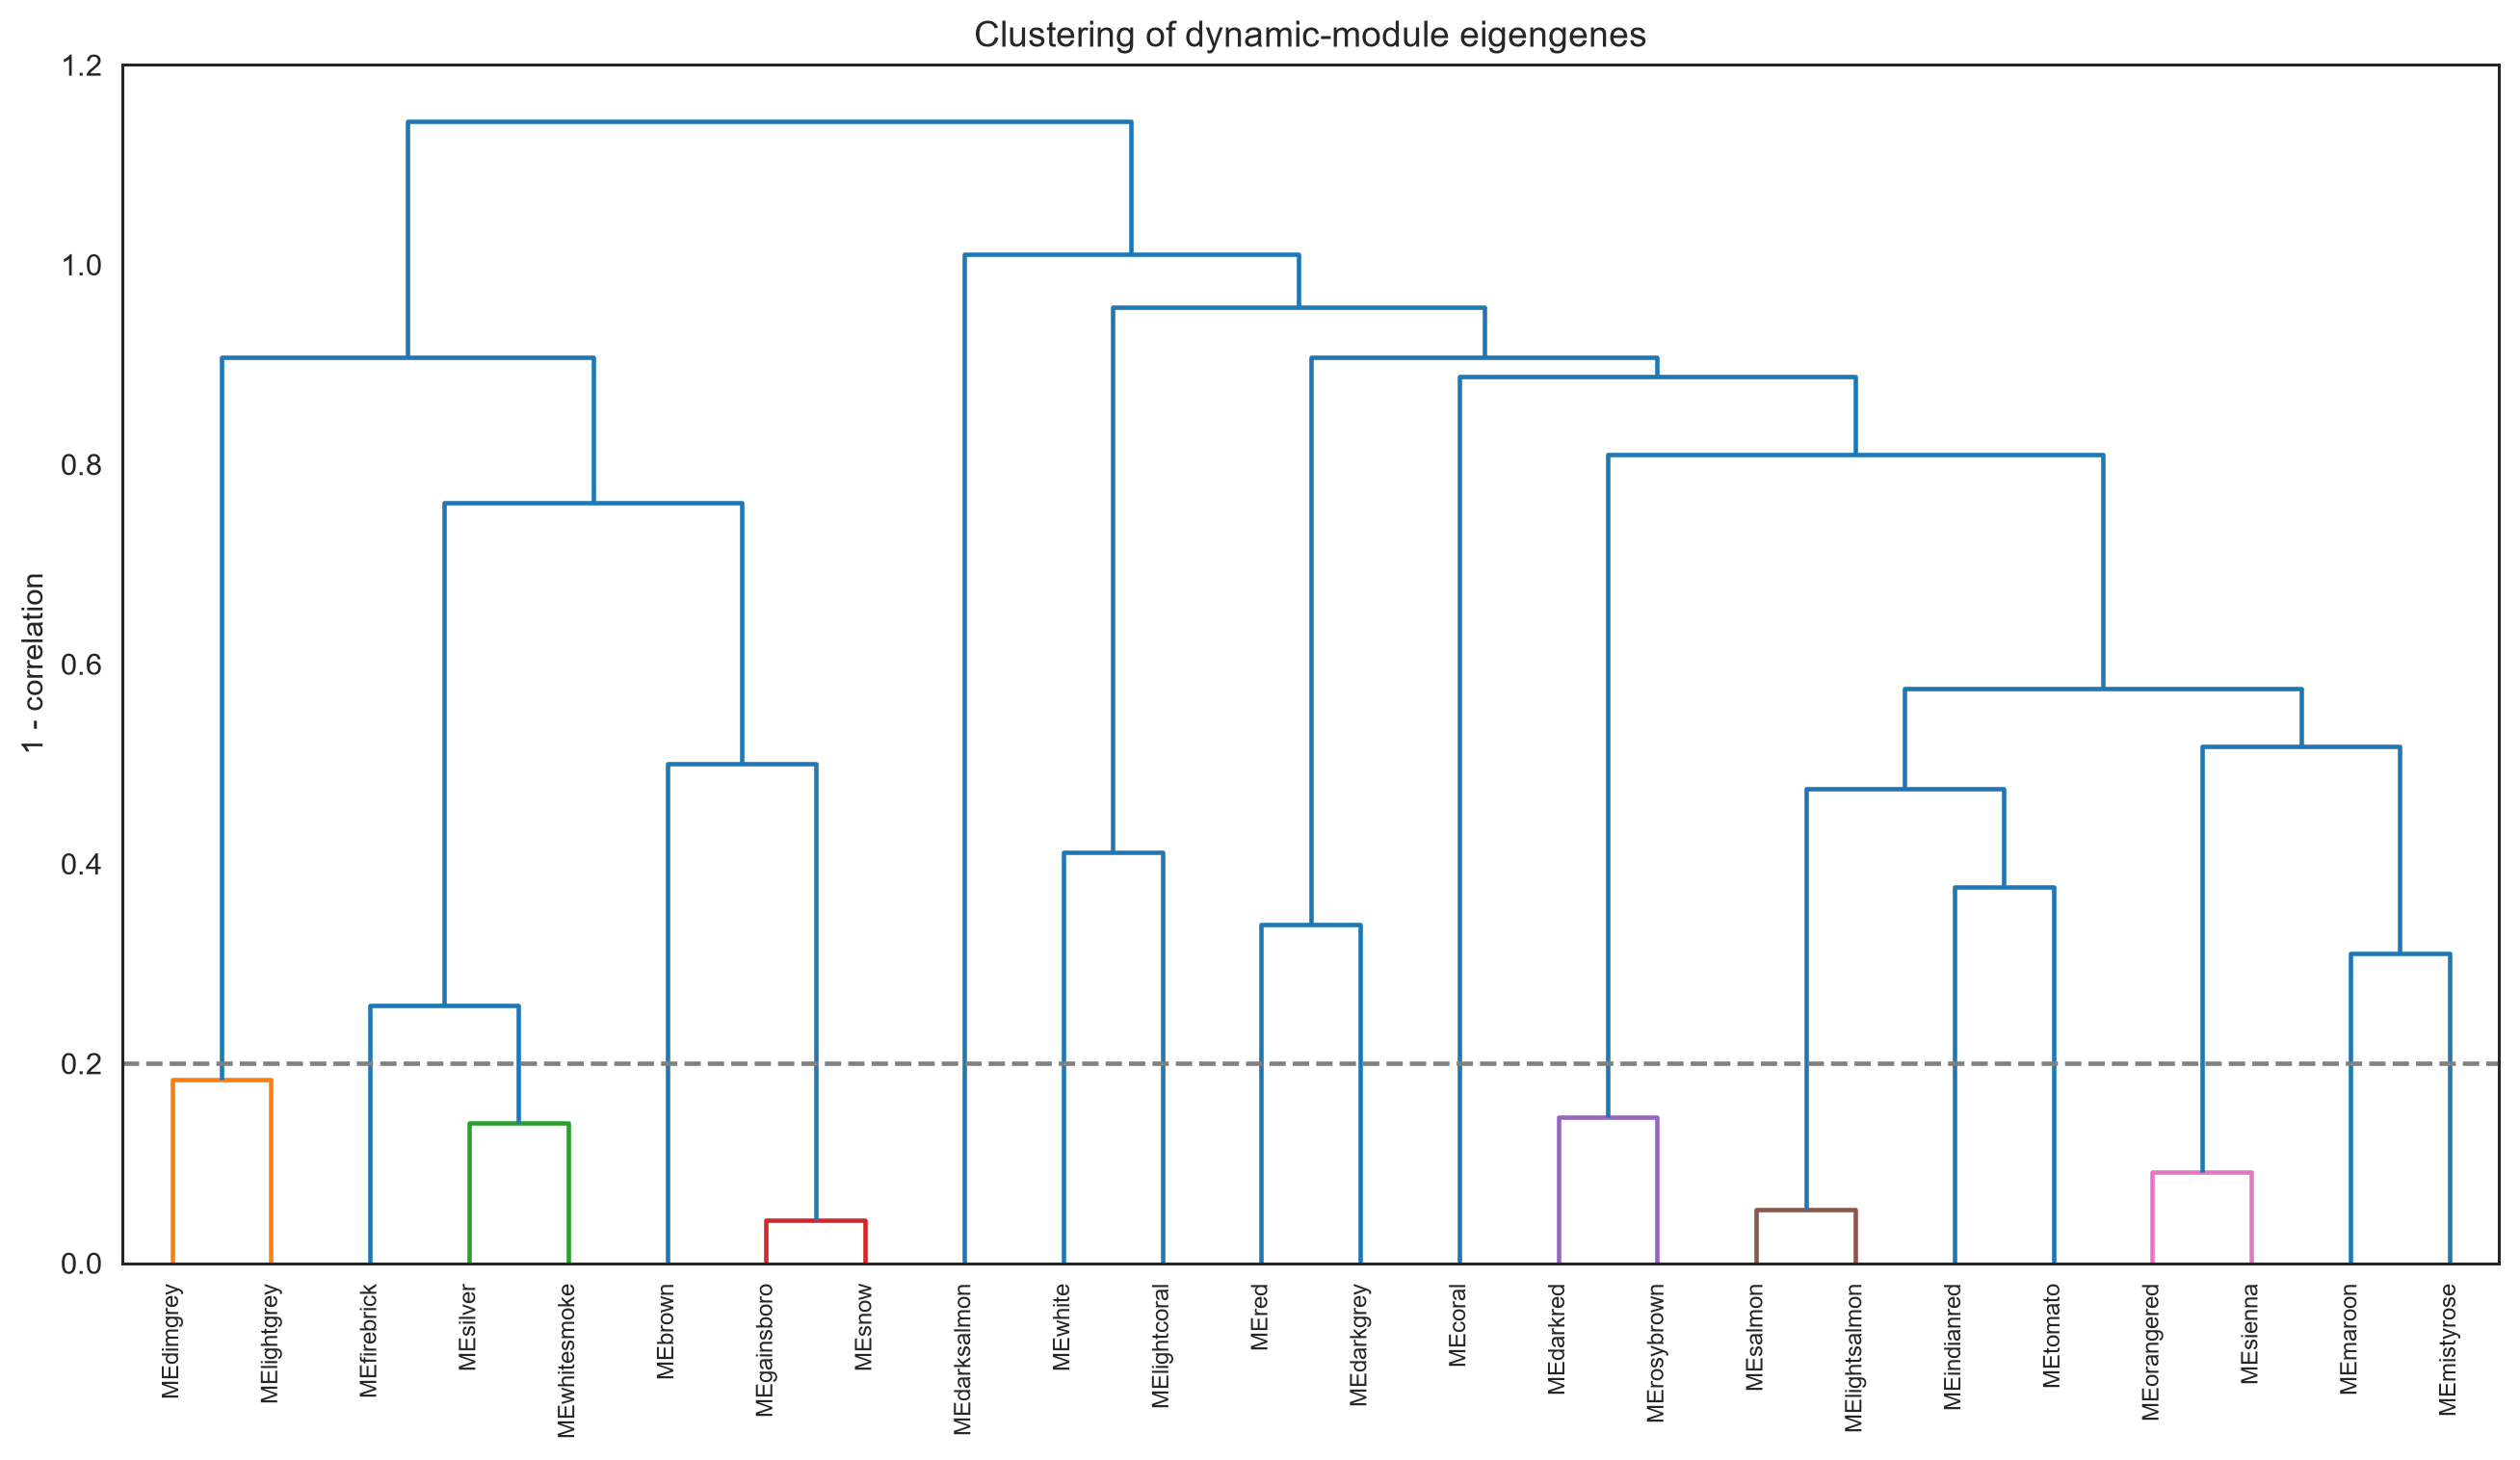 Clustering of dynamic-module eigengenes
1.2
1.0
0.8
0.6
0.4
0.2
0.0
1 - correlation
MEdimgrey
MElightgrey
MEfirebrick
MEsilver
MEwhitesmoke
MEbrown
MEgainsboro
MEsnow
MEdarksalmon
MEwhite
MElightcoral
MEred
MEdarkgrey
MEcoral
MEdarkred
MErosybrown
MEsalmon
MElightsalmon
MEindianred
MEtomato
MEorangered
MEsienna
MEmaroon
MEmistyrose